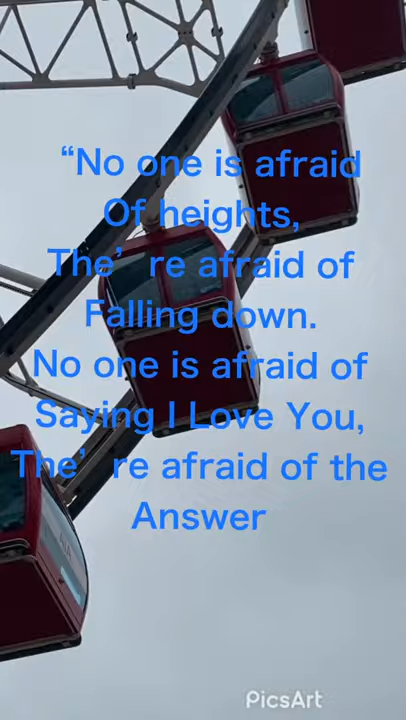 “No one is afraid
Of heights,
The’re afraid of
Falling down.
No one is afraid of
Saying I Love You,
The’re afraid of the
Answer
PicsArt